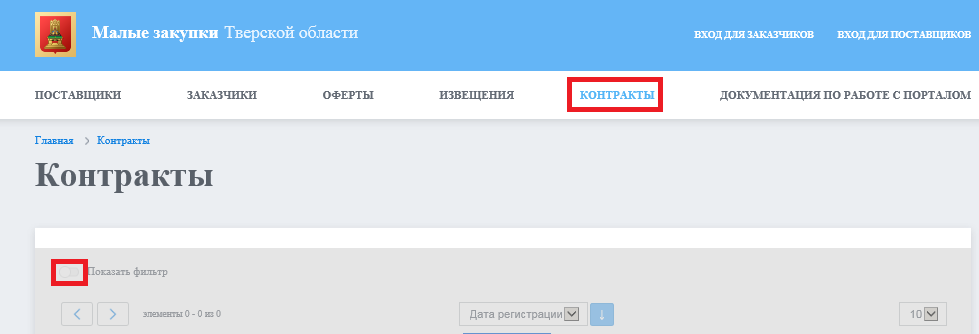 Малые закупки Тверской области
ВХОД ДЛЯ ЗАКАЗЧИКОВ ВХОД ДЛЯ ПОСТАВЩИКОВ
ПОСТАВЩИКИ ЗАКАЗЧИКИ ОФЕРТЫ ИЗВЕЩЕНИЯ КОНТРАКТЫ ДОКУМЕНТАЦИЯ ПО РАБОТЕ С ПОРТАЛОМ
Главная > Контракты
Контракты
Показать фильтр
элементы 0 - 0 из 0 Дата регистрации 10